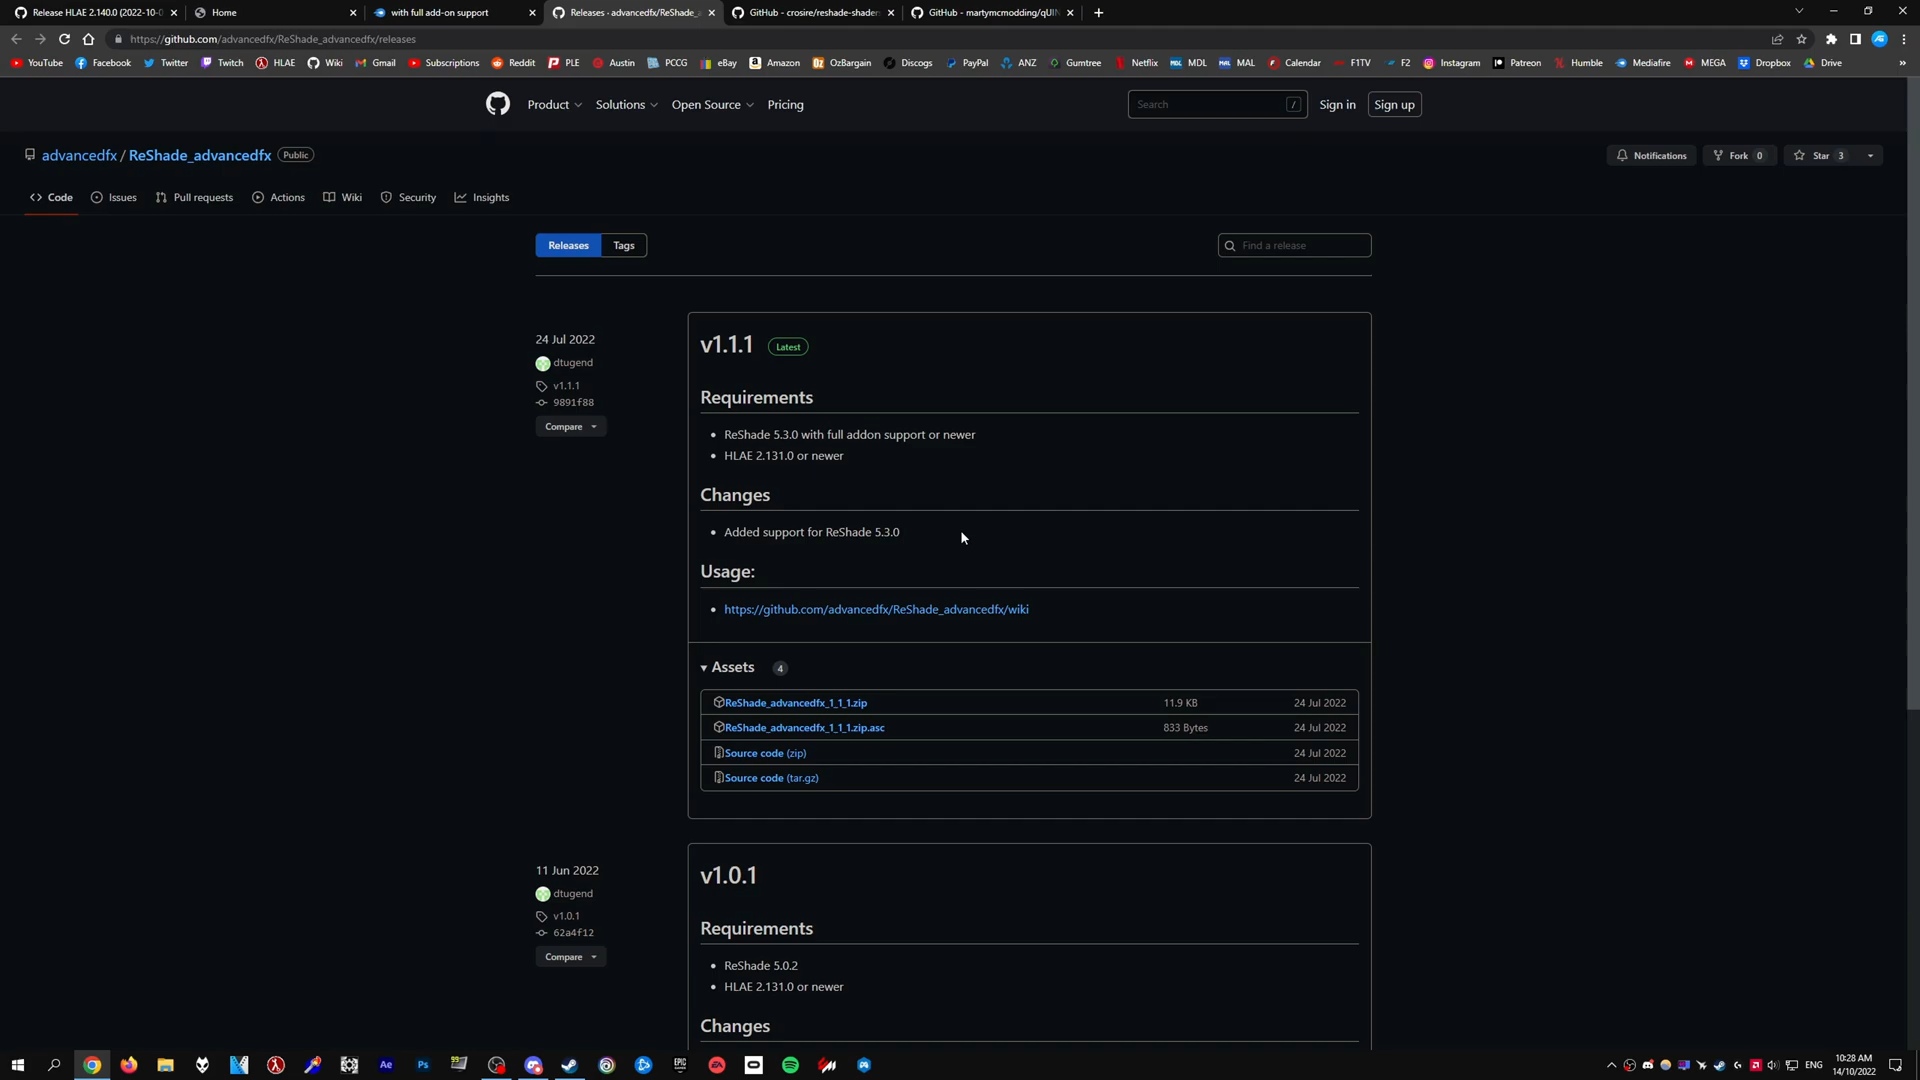 Release HLAE 2.140.0 (2022-10-0
Home
with full add-on support
Releases · advancedfx/ReShade_a
GitHub - crosire/reshade-shader
GitHub - martymcmodding/qUIN
https://github.com/advancedfx/ReShade_advancedfx/releases
YouTube Facebook Twitter Twitch HLAE Wiki Gmail Subscriptions Reddit PLE Austin PCCG eBay Amazon OzBargain Discogs PayPal ANZ Gumtree Netflix MDL MAL Calendar F1TV F2 Instagram Patreon Humble Mediafire MEGA Dropbox Drive »
Product Solutions Open Source Pricing
Search /
Sign in Sign up
advancedfx / ReShade_advancedfx Public
Notifications Fork 0 Star 3
Code Issues Pull requests Actions Wiki Security Insights
Releases Tags
Find a release
24 Jul 2022
dtugend
v1.1.1
9891f88
Compare
v1.1.1 Latest
Requirements
ReShade 5.3.0 with full addon support or newer
HLAE 2.131.0 or newer
Changes
Added support for ReShade 5.3.0
Usage:
https://github.com/advancedfx/ReShade_advancedfx/wiki
Assets 4
ReShade_advancedfx_1_1_1.zip 11.9 KB 24 Jul 2022
ReShade_advancedfx_1_1_1.zip.asc 833 Bytes 24 Jul 2022
Source code (zip) 24 Jul 2022
Source code (tar.gz) 24 Jul 2022
11 Jun 2022
dtugend
v1.0.1
62a4f12
Compare
v1.0.1
Requirements
ReShade 5.0.2
HLAE 2.131.0 or newer
Changes
Ae Ps 99 EPIC EA
ENG
10:28 AM
14/10/2022